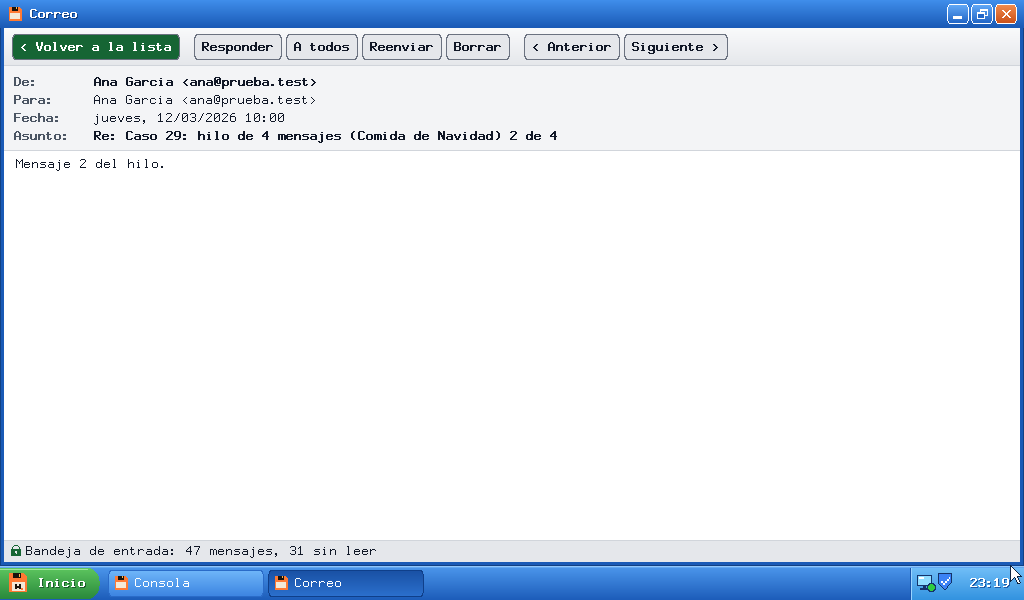 Correo
< Volver a la lista Responder A todos Reenviar Borrar < Anterior Siguiente >
De: Ana Garcia <ana@prueba.test>
Para: Ana Garcia <ana@prueba.test>
Fecha: jueves, 12/03/2026 10:00
Asunto: Re: Caso 29: hilo de 4 mensajes (Comida de Navidad) 2 de 4
Mensaje 2 del hilo.
Bandeja de entrada: 47 mensajes, 31 sin leer
Inicio Consola Correo 23:19